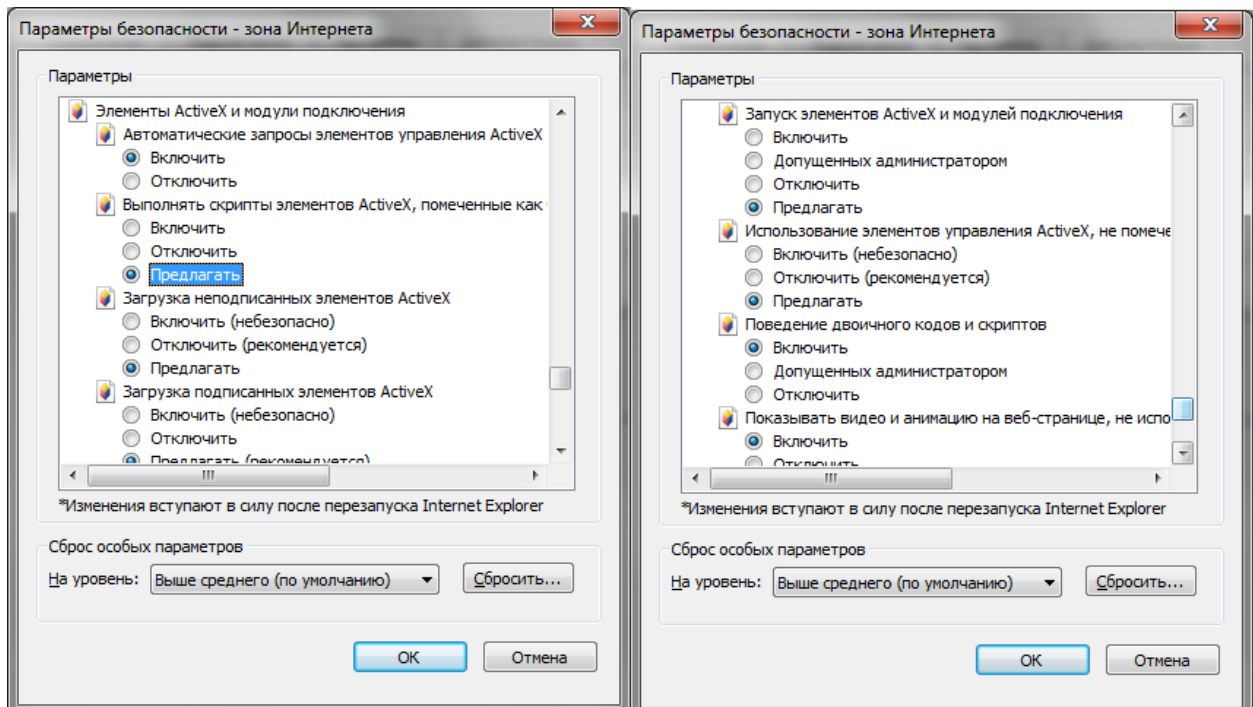 Параметры безопасности - зона Интернета
Параметры
Элементы ActiveX и модули подключения
Автоматические запросы элементов управления ActiveX
Включить
Отключить
Выполнять скрипты элементов ActiveX, помеченные как
Включить
Отключить
Предлагать
Загрузка неподписанных элементов ActiveX
Включить (небезопасно)
Отключить (рекомендуется)
Предлагать
Загрузка подписанных элементов ActiveX
Включить (небезопасно)
Отключить
Предлагать (рекомендуется)
*Изменения вступают в силу после перезапуска Internet Explorer
Сброс особых параметров
На уровень: Выше среднего (по умолчанию) Сбросить...
OK Отмена
Параметры безопасности - зона Интернета
Параметры
Запуск элементов ActiveX и модулей подключения
Включить
Допущенных администратором
Отключить
Предлагать
Использование элементов управления ActiveX, не помече
Включить (небезопасно)
Отключить (рекомендуется)
Предлагать
Поведение двоичного кодов и скриптов
Включить
Допущенных администратором
Отключить
Показывать видео и анимацию на веб-странице, не испо
Включить
Отключить
*Изменения вступают в силу после перезапуска Internet Explorer
Сброс особых параметров
На уровень: Выше среднего (по умолчанию) Сбросить...
OK Отмена